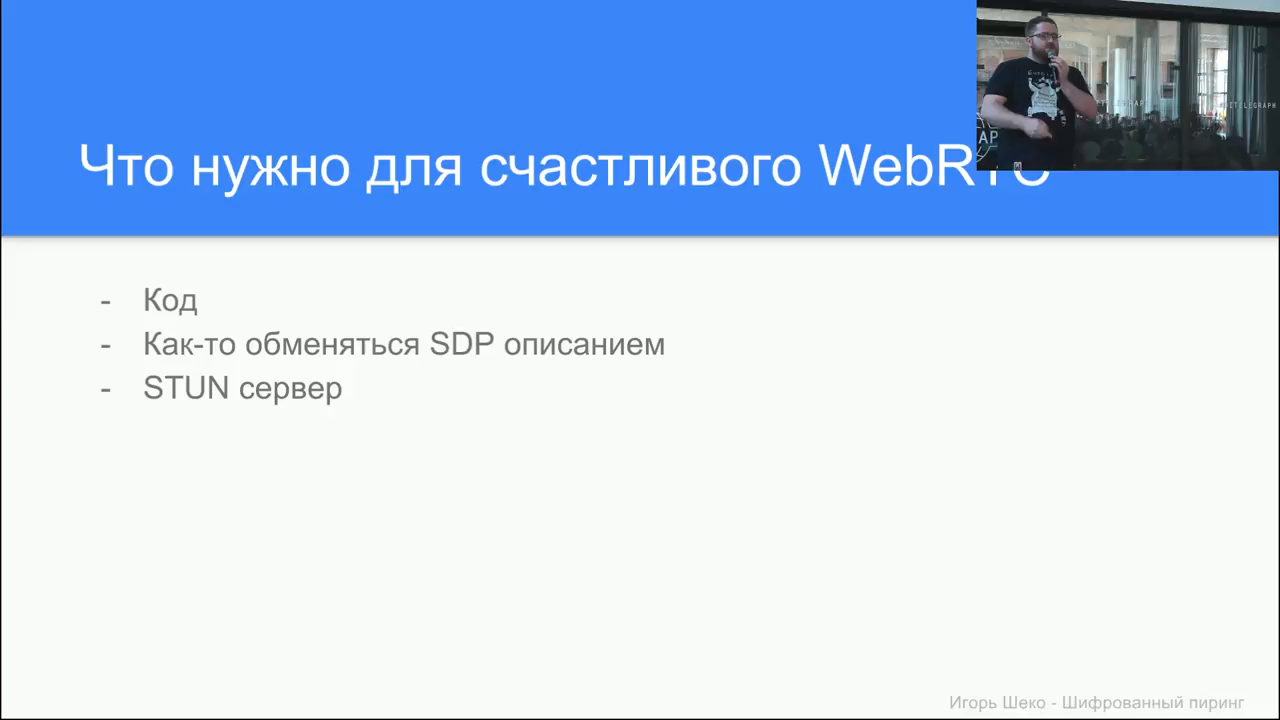 Что нужно для счастливого WebRTC
- Код
- Как-то обменяться SDP описанием
- STUN сервер
Игорь Шеко - Шифрованный пиринг